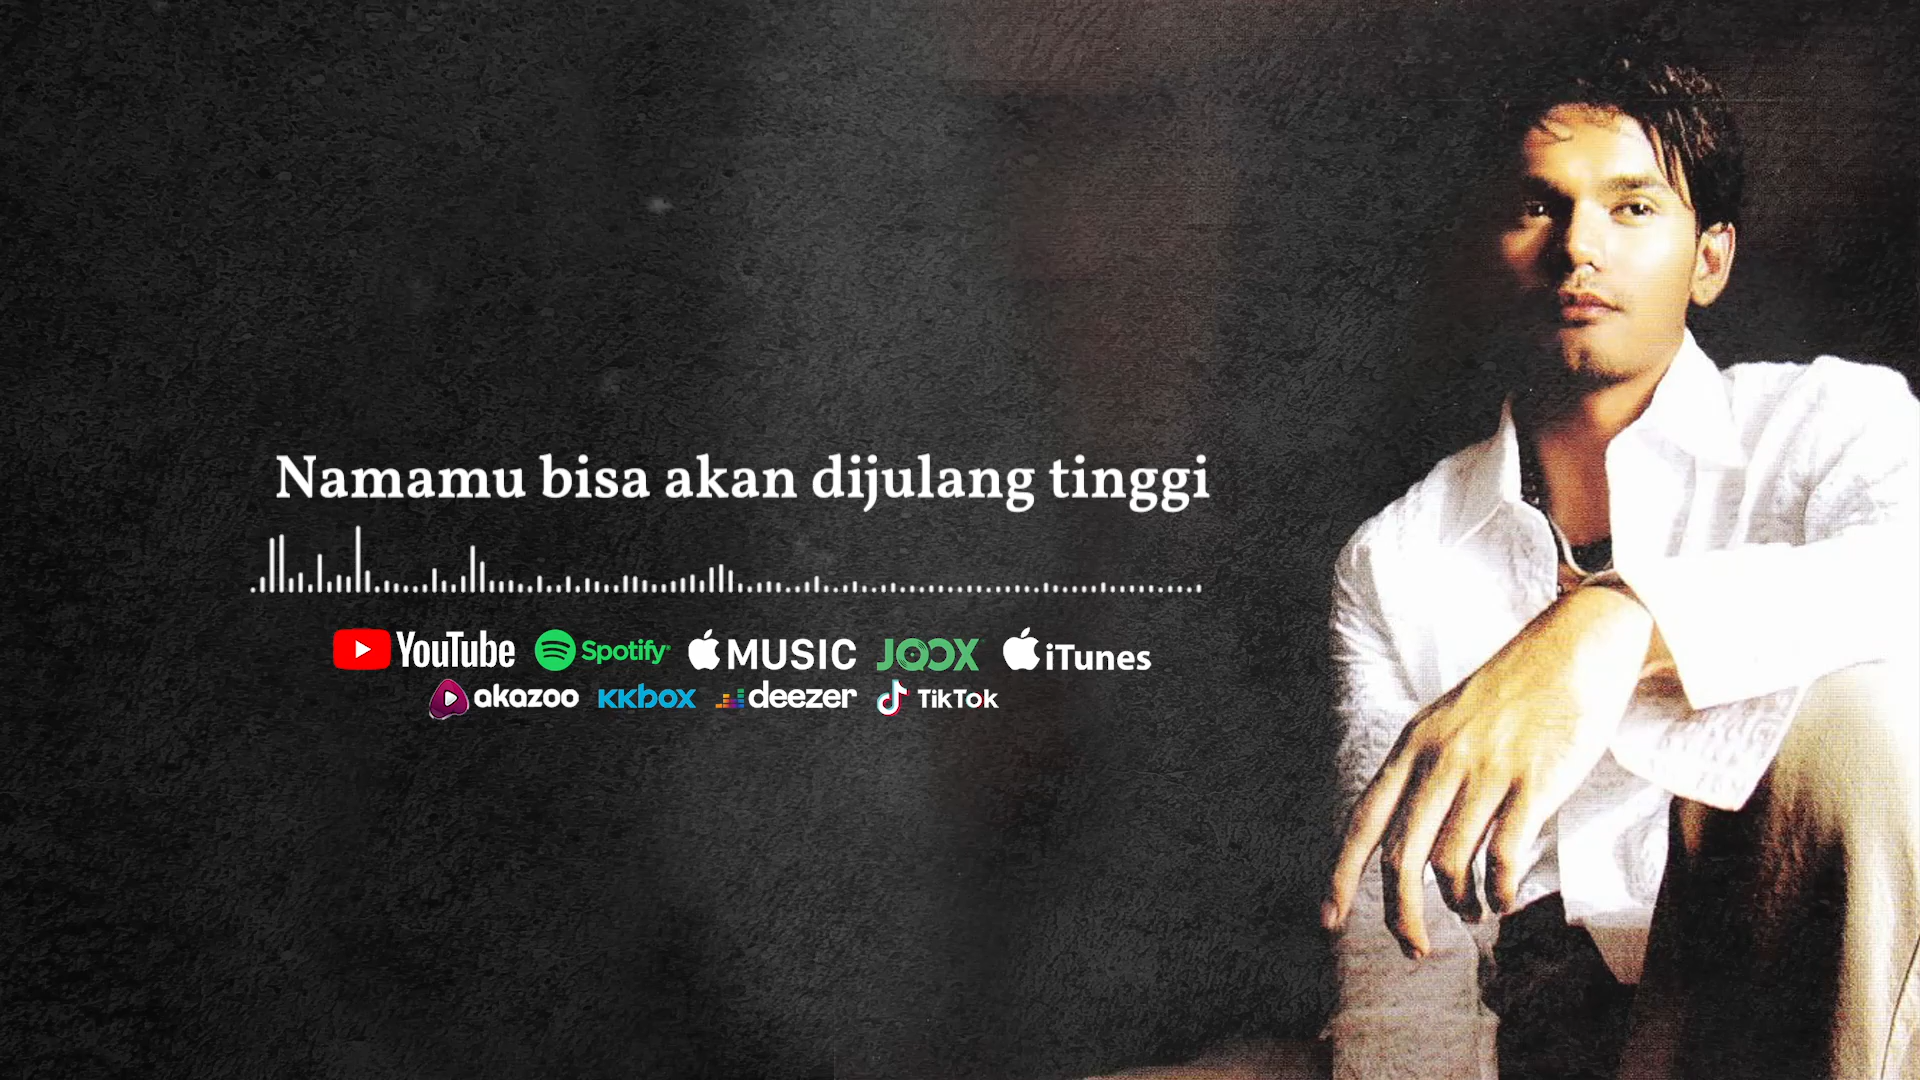 Namamu bisa akan dijulang tinggi
YouTube Spotify MUSIC JOOX iTunes
akazoo KKBOX deezer TikTok